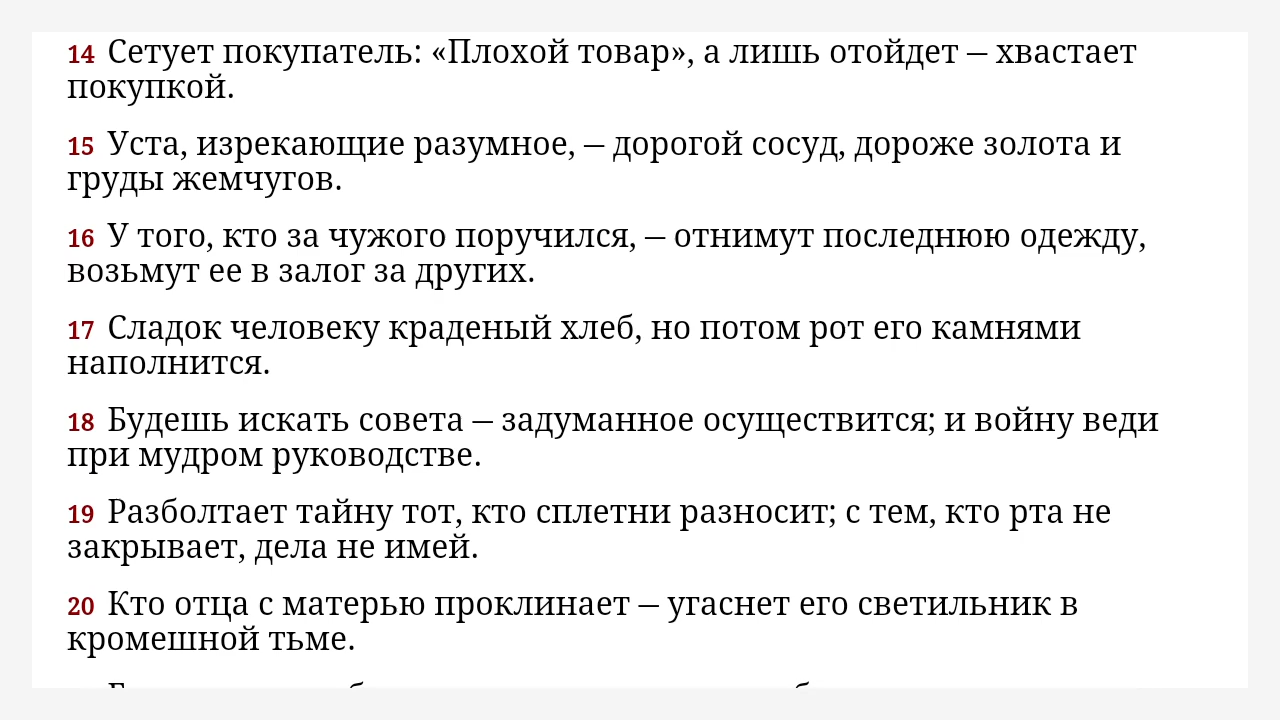 14 Сетует покупатель: «Плохой товар», а лишь отойдет – хвастает
покупкой.
15 Уста, изрекающие разумное, – дорогой сосуд, дороже золота и
груды жемчугов.
16 У того, кто за чужого поручился, – отнимут последнюю одежду,
возьмут ее в залог за других.
17 Сладок человеку краденый хлеб, но потом рот его камнями
наполнится.
18 Будешь искать совета – задуманное осуществится; и войну веди
при мудром руководстве.
19 Разболтает тайну тот, кто сплетни разносит; с тем, кто рта не
закрывает, дела не имей.
20 Кто отца с матерью проклинает – угаснет его светильник в
кромешной тьме.